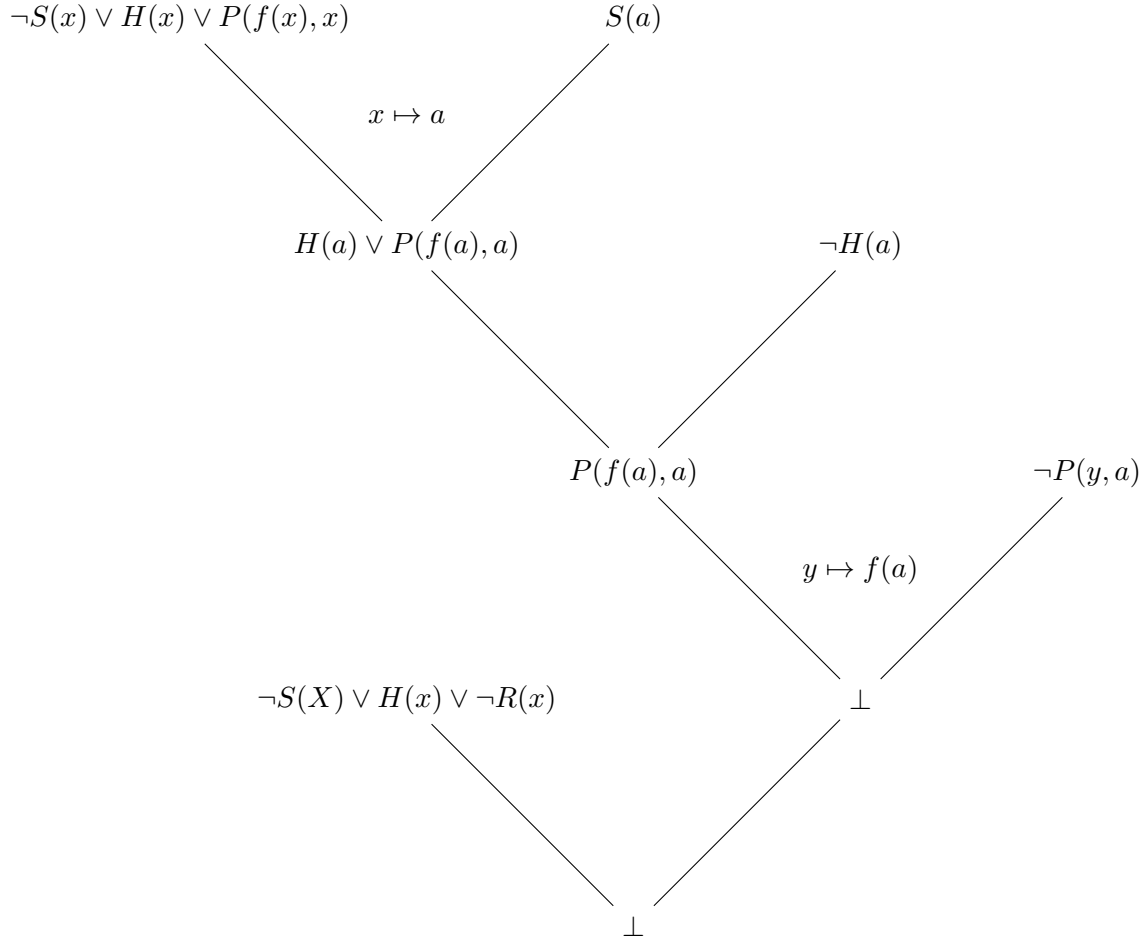 ¬S(x) ∨ H(x) ∨ P(f(x), x)
S(a)
x ↦ a
H(a) ∨ P(f(a), a)
¬H(a)
P(f(a), a)
¬P(y, a)
y ↦ f(a)
¬S(X) ∨ H(x) ∨ ¬R(x)
⊥
⊥